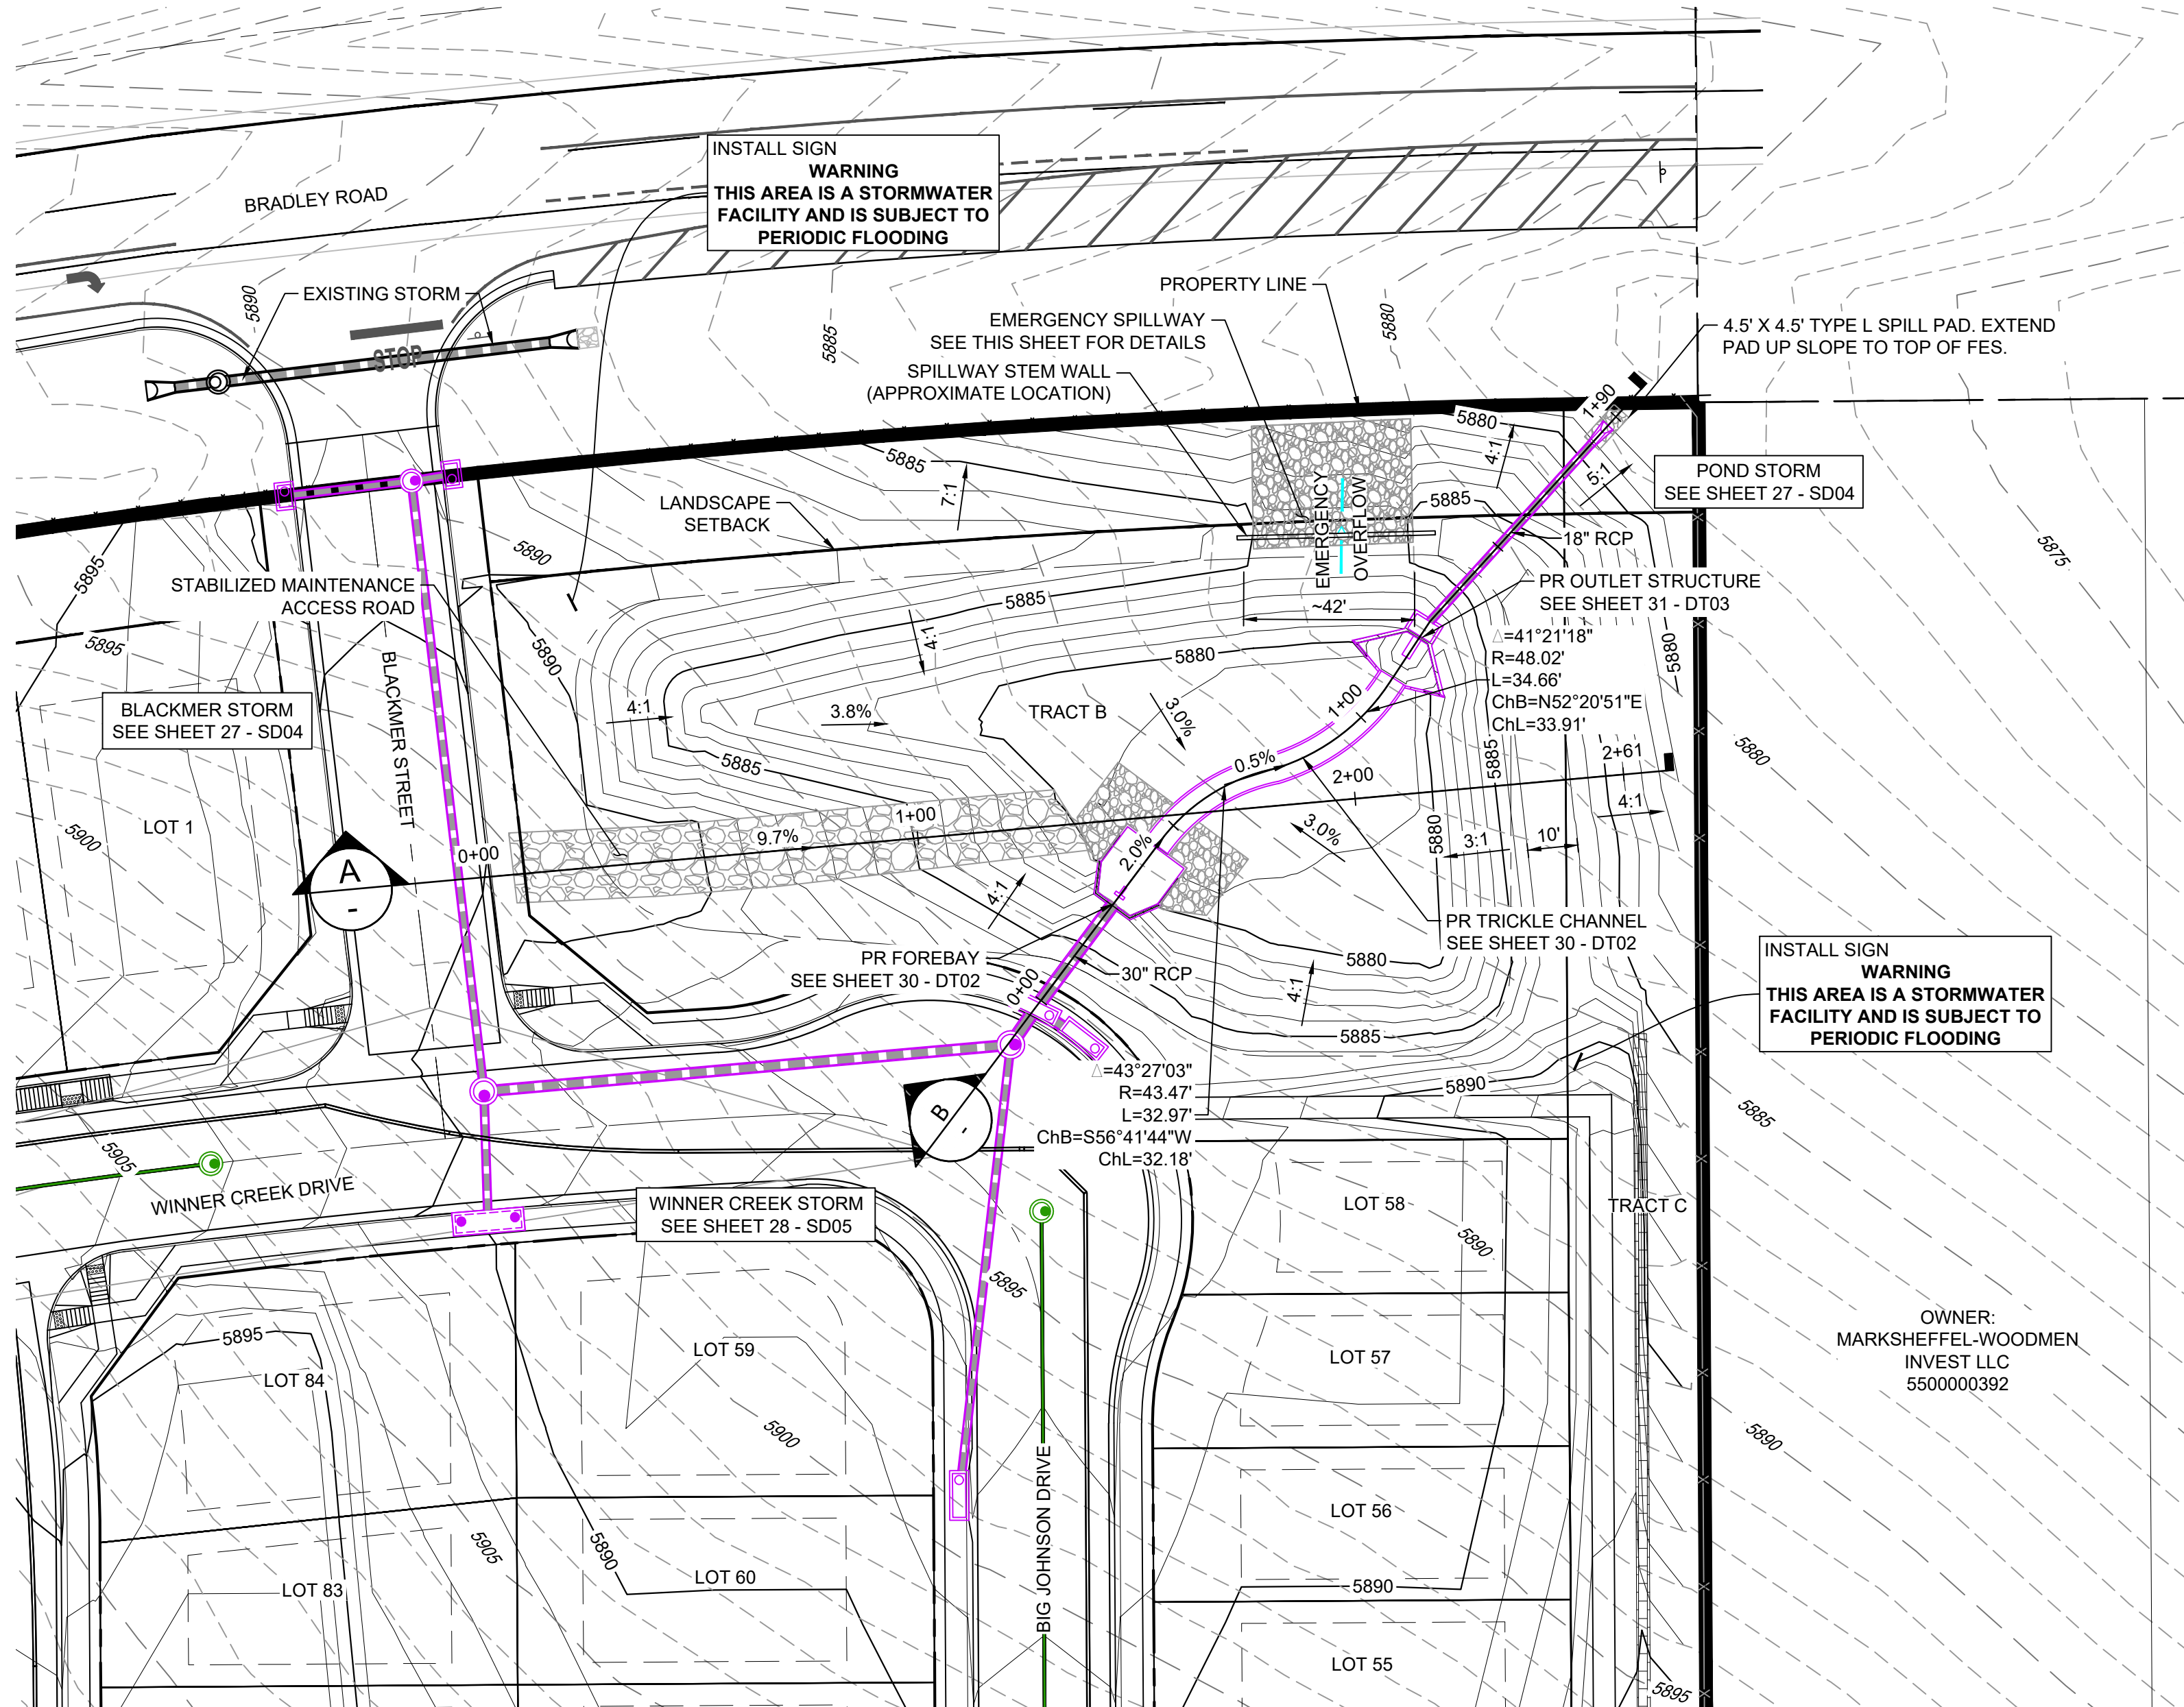 INSTALL SIGN
WARNING
THIS AREA IS A STORMWATER
FACILITY AND IS SUBJECT TO
PERIODIC FLOODING
BRADLEY ROAD
5890
EXISTING STORM
STOP
5885
PROPERTY LINE
5880
EMERGENCY SPILLWAY
SEE THIS SHEET FOR DETAILS
SPILLWAY STEM WALL
(APPROXIMATE LOCATION)
4.5' X 4.5' TYPE L SPILL PAD. EXTEND
PAD UP SLOPE TO TOP OF FES.
1+90
5880
4:1
5:1
5885
7:1
POND STORM
SEE SHEET 27 - SD04
LANDSCAPE
SETBACK
5885
18" RCP
EMERGENCY
OVERFLOW
5890
5895
5875
STABILIZED MAINTENANCE
ACCESS ROAD
5885
~42'
PR OUTLET STRUCTURE
SEE SHEET 31 - DT03
5895
BLACKMER STREET
5890
4:1
5880
△=41°21'18"
R=48.02'
L=34.66'
ChB=N52°20'51"E
ChL=33.91'
5880
BLACKMER STORM
SEE SHEET 27 - SD04
4:1
3.8%
TRACT B
3.0%
1+00
5885
0.5%
2+00
5885
2+61
5880
4:1
LOT 1
5900
A
-
0+00
9.7%
1+00
2.0%
3.0%
5880
3:1
10'
4:1
PR TRICKLE CHANNEL
SEE SHEET 30 - DT02
PR FOREBAY
SEE SHEET 30 - DT02
0+00
30" RCP
5880
4:1
5885
INSTALL SIGN
WARNING
THIS AREA IS A STORMWATER
FACILITY AND IS SUBJECT TO
PERIODIC FLOODING
5890
5885
△=43°27'03"
R=43.47'
L=32.97'
ChB=S56°41'44"W
ChL=32.18'
B
-
5905
WINNER CREEK DRIVE
WINNER CREEK STORM
SEE SHEET 28 - SD05
LOT 58
5890
TRACT C
5895
5895
LOT 84
LOT 59
LOT 57
OWNER:
MARKSHEFFEL-WOODMEN
INVEST LLC
5500000392
5900
5890
BIG JOHNSON DRIVE
LOT 56
5905
5890
LOT 83
LOT 60
5890
LOT 55
5895